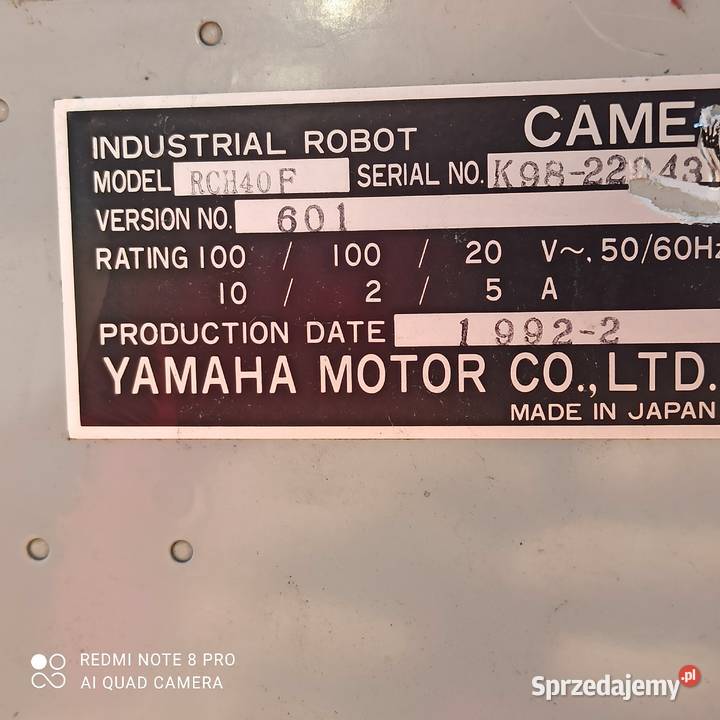 INDUSTRIAL ROBOT CAME
MODEL RCH40F SERIAL NO. K98-22943
VERSION NO. 601
RATING 100 / 100 / 20 V~. 50/60Hz
10 / 2 / 5 A
PRODUCTION DATE 1992-2
YAMAHA MOTOR CO., LTD.
MADE IN JAPAN
REDMI NOTE 8 PRO
AI QUAD CAMERA
Sprzedajemy.pl